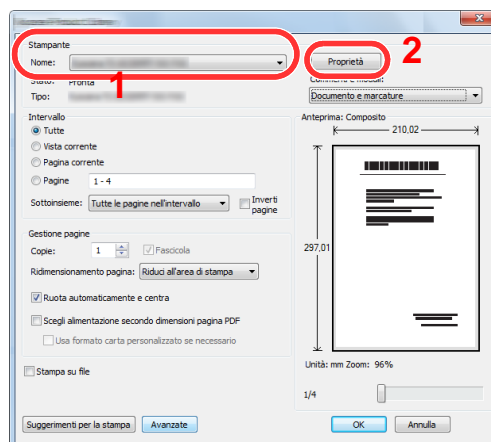 Stampante
2
Nome:
Proprietà
1
Stato: Pronta
Commenti e moduli:
Tipo:
Documento e marcature
Intervallo
Anteprima: Composito
Tutte
210,02
Vista corrente
Pagina corrente
Pagine 1 - 4
Sottoinsieme: Tutte le pagine nell'intervallo Inverti pagine
297,01
Gestione pagine
Copie: 1 Fascicola
Ridimensionamento pagina: Riduci all'area di stampa
Ruota automaticamente e centra
Scegli alimentazione secondo dimensioni pagina PDF
Usa formato carta personalizzato se necessario
Unità: mm Zoom: 96%
Stampa su file
1/4
Suggerimenti per la stampa Avanzate OK Annulla